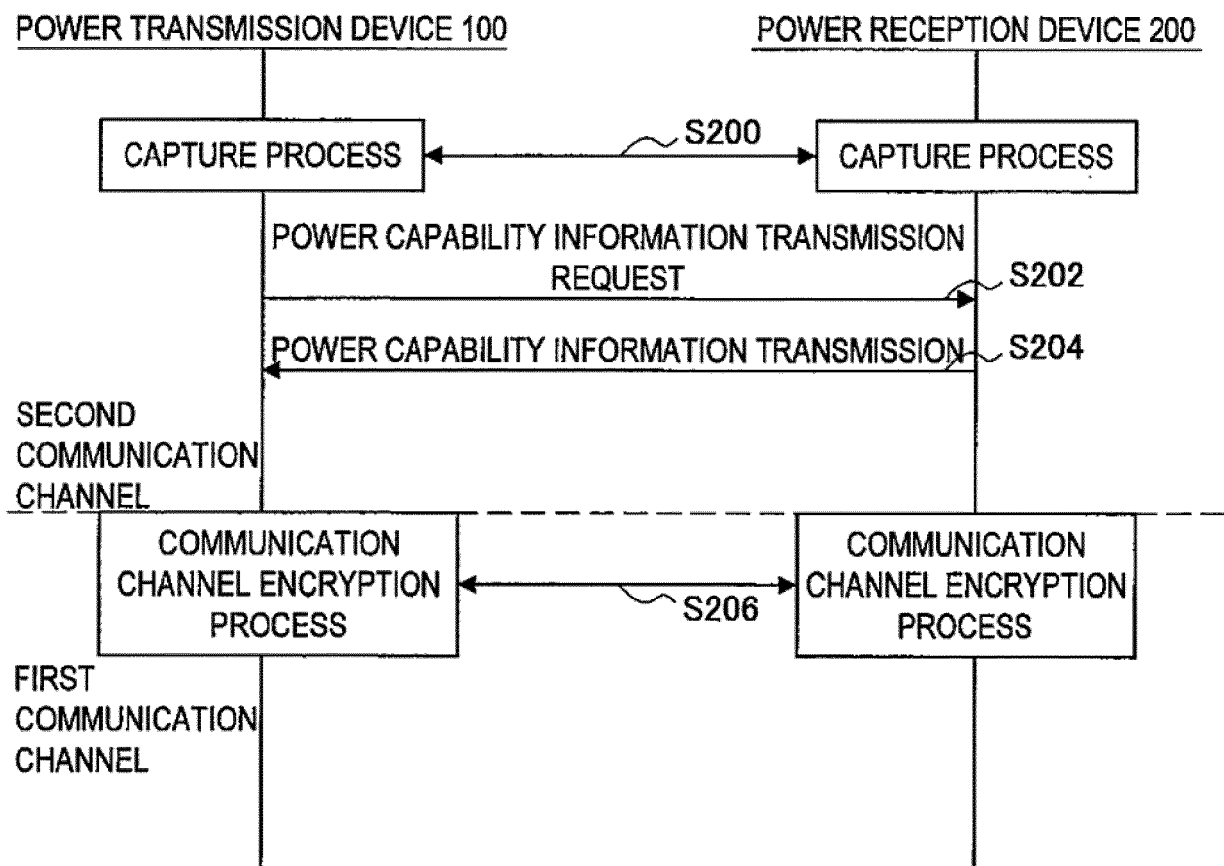 POWER TRANSMISSION DEVICE 100
POWER RECEPTION DEVICE 200
CAPTURE PROCESS
S200
CAPTURE PROCESS
POWER CAPABILITY INFORMATION TRANSMISSION
REQUEST
S202
POWER CAPABILITY INFORMATION TRANSMISSION
S204
SECOND
COMMUNICATION
CHANNEL
COMMUNICATION
CHANNEL ENCRYPTION
PROCESS
S206
COMMUNICATION
CHANNEL ENCRYPTION
PROCESS
FIRST
COMMUNICATION
CHANNEL